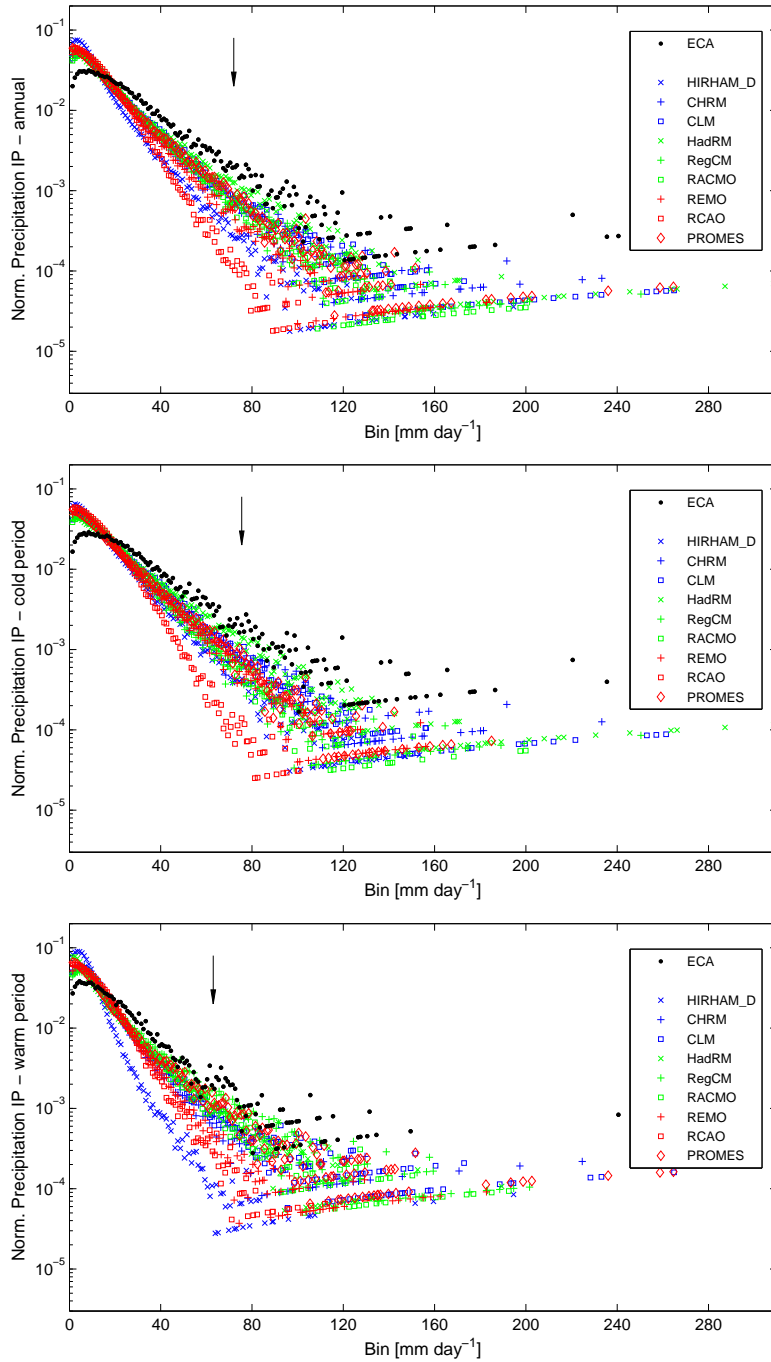 Norm. Precipitation IP − annual
10⁻¹
10⁻²
10⁻³
10⁻⁴
10⁻⁵
ECA
HIRHAM_D
CHRM
CLM
HadRM
RegCM
RACMO
REMO
RCAO
PROMES
0 40 80 120 160 200 240 280
Bin [mm day⁻¹]
Norm. Precipitation IP − cold period
10⁻¹
10⁻²
10⁻³
10⁻⁴
10⁻⁵
ECA
HIRHAM_D
CHRM
CLM
HadRM
RegCM
RACMO
REMO
RCAO
PROMES
0 40 80 120 160 200 240 280
Bin [mm day⁻¹]
Norm. Precipitation IP − warm period
10⁻¹
10⁻²
10⁻³
10⁻⁴
10⁻⁵
ECA
HIRHAM_D
CHRM
CLM
HadRM
RegCM
RACMO
REMO
RCAO
PROMES
0 40 80 120 160 200 240 280
Bin [mm day⁻¹]